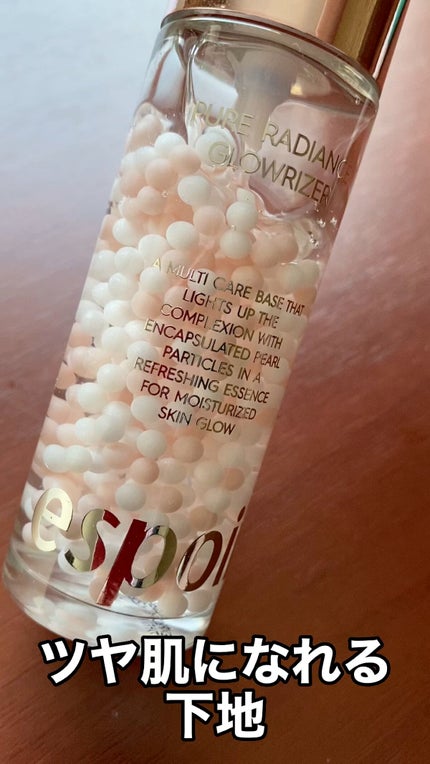 PURE RADIANCE
GLOWRIZER
A MULTI CARE BASE THAT
LIGHTS UP THE
COMPLEXION WITH
ENCAPSULATED PEARL
PARTICLES IN A
REFRESHING ESSENCE
FOR MOISTURIZED
SKIN GLOW
espoi
ツヤ肌になれる
下地